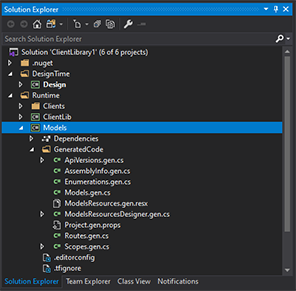 Solution Explorer
Search Solution Explorer
Solution 'ClientLibrary1' (6 of 6 projects)
.nuget
DesignTime
Design
Runtime
Clients
ClientLib
Models
Dependencies
GeneratedCode
ApiVersions.gen.cs
AssemblyInfo.gen.cs
Enumerations.gen.cs
Models.gen.cs
ModelsResources.gen.resx
ModelsResourcesDesigner.gen.cs
Project.gen.props
Routes.gen.cs
Scopes.gen.cs
.editorconfig
.tfignore
Solution Explorer Team Explorer Class View Notifications